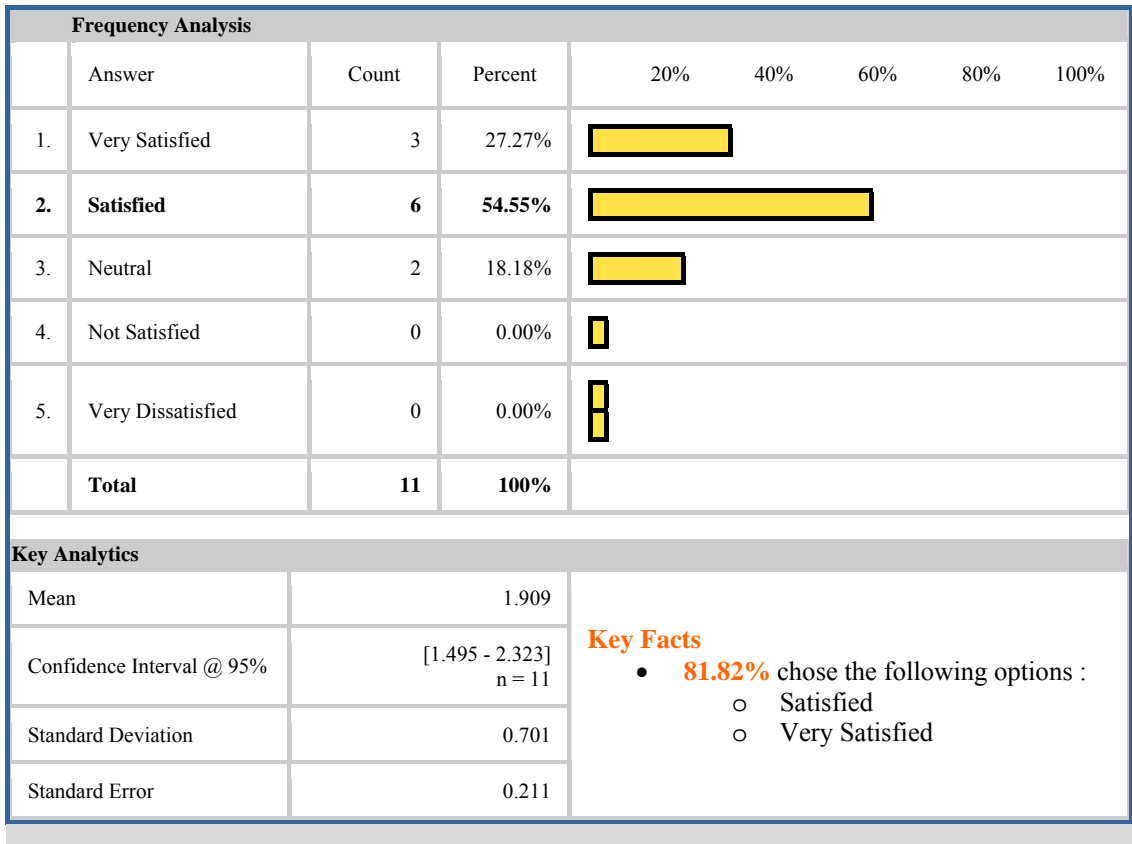 Frequency Analysis
Answer Count Percent 20% 40% 60% 80% 100%
1. Very Satisfied 3 27.27%
2. Satisfied 6 54.55%
3. Neutral 2 18.18%
4. Not Satisfied 0 0.00%
5. Very Dissatisfied 0 0.00%
Total 11 100%
Key Analytics
Mean 1.909
Confidence Interval @ 95% [1.495 - 2.323]
n = 11
Standard Deviation 0.701
Standard Error 0.211
Key Facts
• 81.82% chose the following options :
o Satisfied
o Very Satisfied